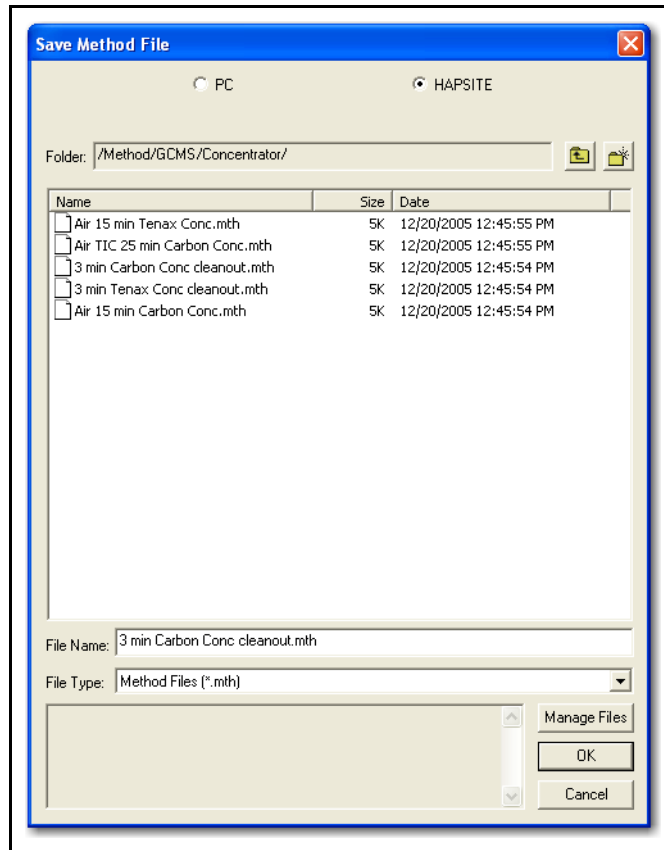 Save Method File
PC HAPSITE
Folder: /Method/GCMS/Concentrator/
Name Size Date
Air 15 min Tenax Conc.mth 5K 12/20/2005 12:45:55 PM
Air TIC 25 min Carbon Conc.mth 5K 12/20/2005 12:45:55 PM
3 min Carbon Conc cleanout.mth 5K 12/20/2005 12:45:54 PM
3 min Tenax Conc cleanout.mth 5K 12/20/2005 12:45:54 PM
Air 15 min Carbon Conc.mth 5K 12/20/2005 12:45:54 PM
File Name: 3 min Carbon Conc cleanout.mth
File Type: Method Files (*.mth)
Manage Files
OK
Cancel